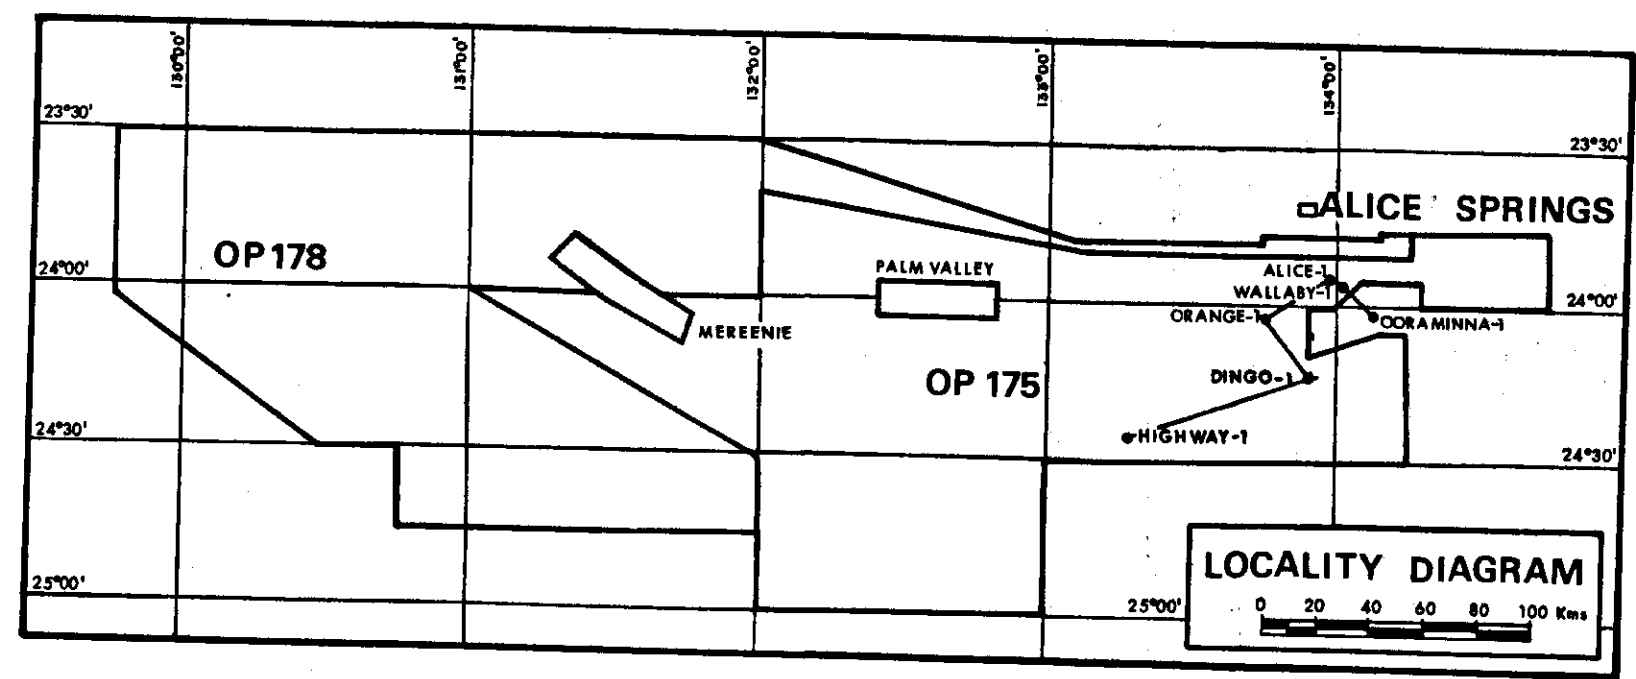 130°00'
131°00'
132°00'
133°00'
134°00'
23°30'
23°30'
ALICE SPRINGS
OP 178
PALM VALLEY
ALICE-1
24°00'
WALLABY-1
24°00'
ORANGE-1
OORAMINNA-1
MEREENIE
OP 175
DINGO-1
24°30'
HIGHWAY-1
24°30'
LOCALITY DIAGRAM
25°00'
25°00'
0 20 40 60 80 100 Kms